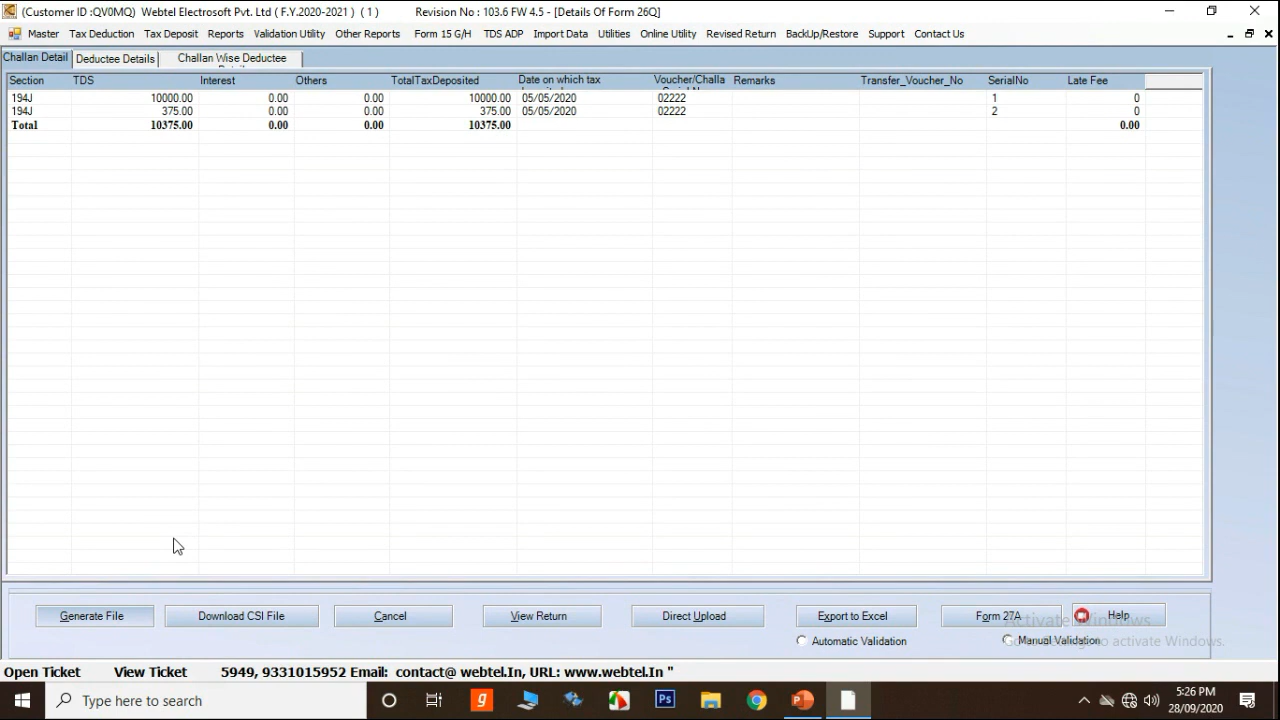 (Customer ID :QV0MQ) Webtel Electrosoft Pvt. Ltd ( F.Y.2020-2021 ) ( 1 ) Revision No : 103.6 FW 4.5 - [Details Of Form 26Q]
Master Tax Deduction Tax Deposit Reports Validation Utility Other Reports Form 15 G/H TDS ADP Import Data Utilities Online Utility Revised Return BackUp/Restore Support Contact Us
Challan Detail Deductee Details Challan Wise Deductee
Section TDS Interest Others TotalTaxDeposited Date on which tax Voucher/Challa Remarks Transfer_Voucher_No SerialNo Late Fee
194J 10000.00 0.00 0.00 10000.00 05/05/2020 02222 1 0
194J 375.00 0.00 0.00 375.00 05/05/2020 02222 2 0
Total 10375.00 0.00 0.00 10375.00 0.00
Generate File Download CSI File Cancel View Return Direct Upload Export to Excel Form 27A Help
Activate Windows
Automatic Validation Manual Validation
Go to Settings to activate Windows.
Open Ticket View Ticket 5949, 9331015952 Email: contact@ webtel.In, URL: www.webtel.In "
Type here to search g Ps 5:26 PM
28/09/2020